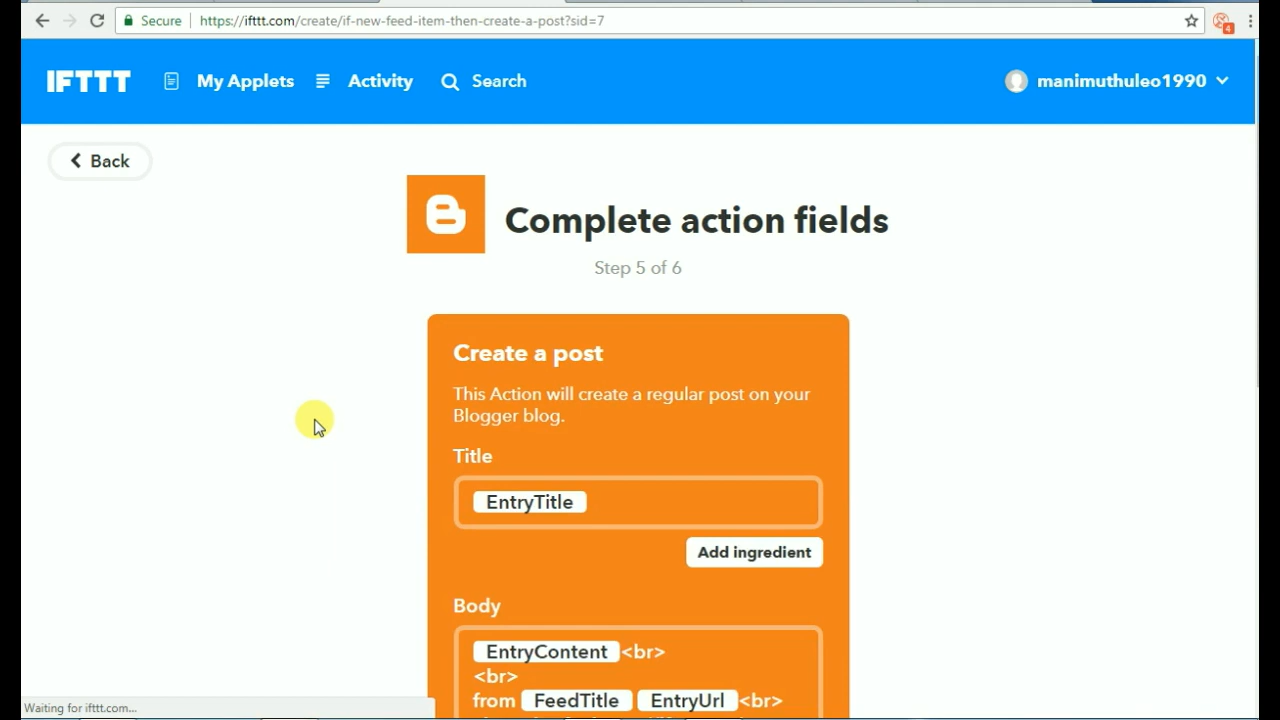 Secure https://ifttt.com/create/if-new-feed-item-then-create-a-post?sid=7
4
IFTTT My Applets Activity Search manimuthuleo1990
Back
Complete action fields
Step 5 of 6
Create a post
This Action will create a regular post on your
Blogger blog.
Title
EntryTitle
Add ingredient
Body
EntryContent <br>
<br>
from FeedTitle EntryUrl <br>
Waiting for ifttt.com...